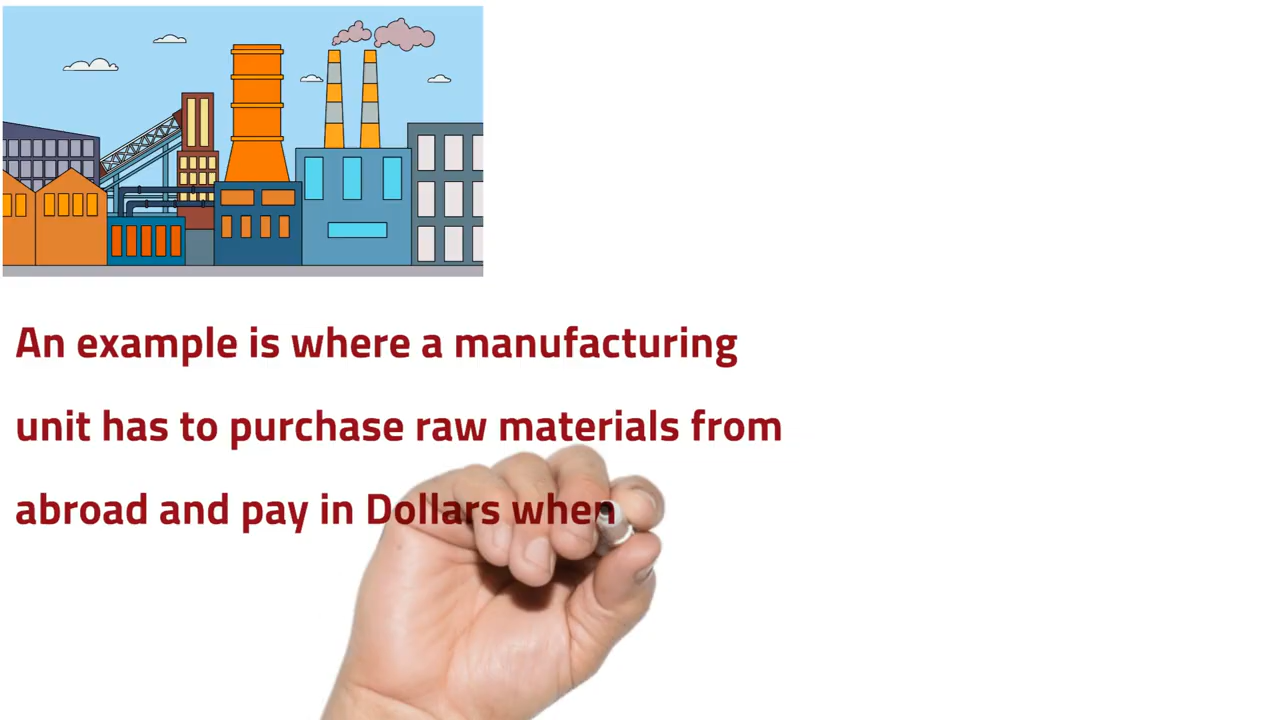 An example is where a manufacturing
unit has to purchase raw materials from
abroad and pay in Dollars when